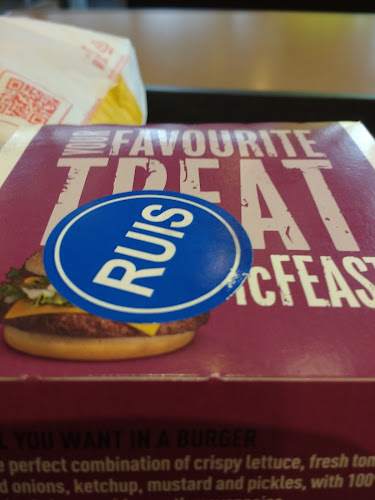 YOUR
FAVOURITE
TREAT
RUIS
McFEAST
L YOU WANT IN A BURGER
e perfect combination of crispy lettuce, fresh tom
d onions, ketchup, mustard and pickles, with 100